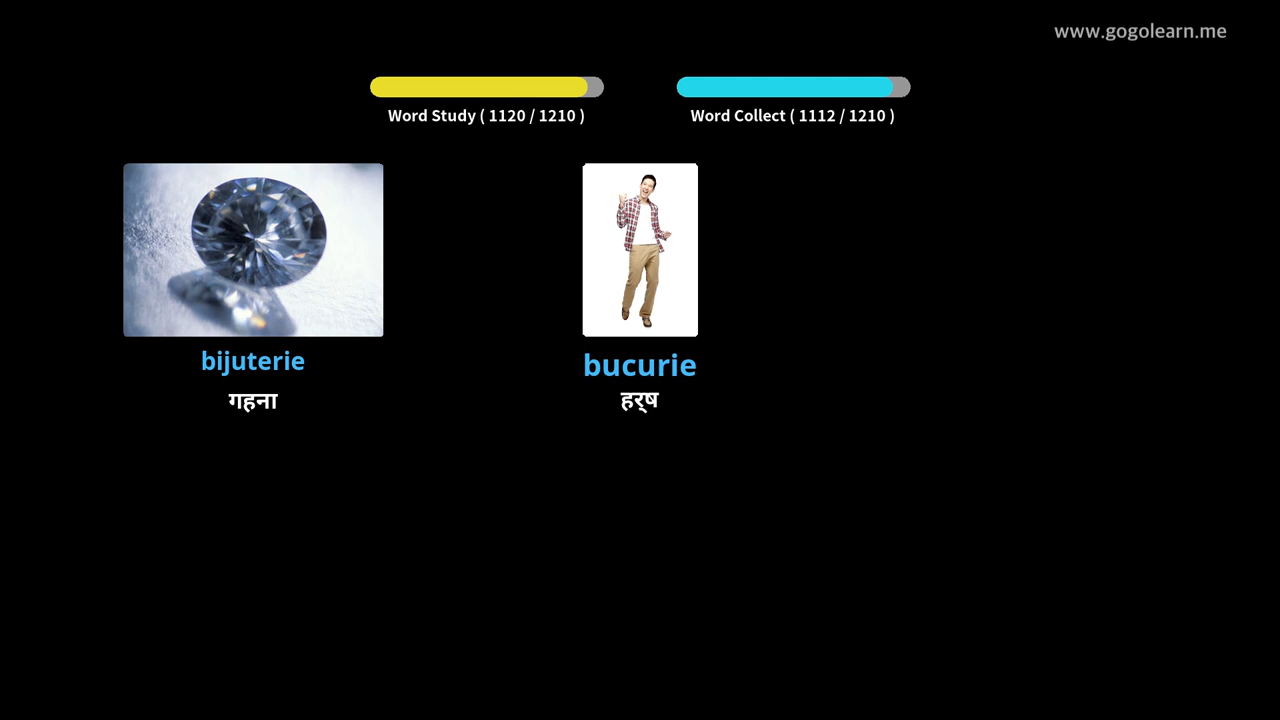 www.gogolearn.me
Word Study ( 1120 / 1210 )
Word Collect ( 1112 / 1210 )
bijuterie
गहना
bucurie
हर्ष